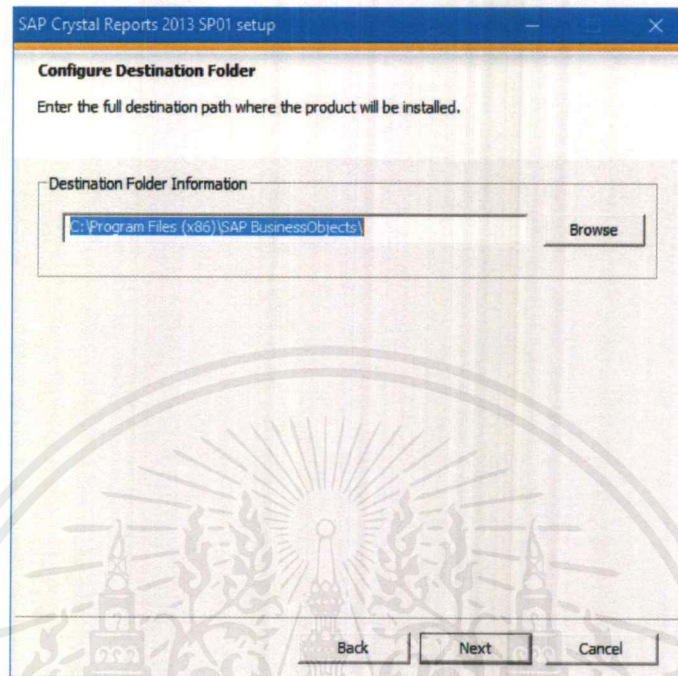 SAP Crystal Reports 2013 SP01 setup
Configure Destination Folder
Enter the full destination path where the product will be installed.
Destination Folder Information
C:\Program Files (x86)\SAP BusinessObjects\
Browse
Back
Next
Cancel